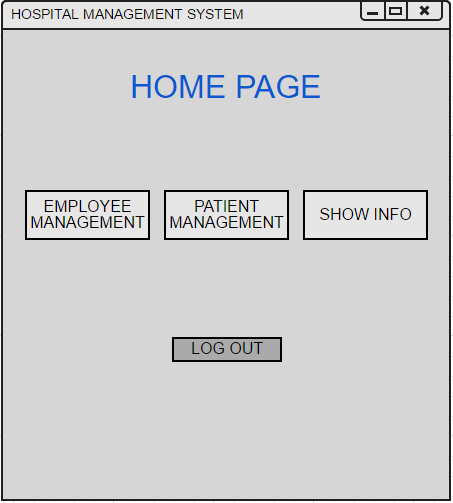 HOSPITAL MANAGEMENT SYSTEM
HOME PAGE
EMPLOYEE
MANAGEMENT
PATIENT
MANAGEMENT
SHOW INFO
LOG OUT